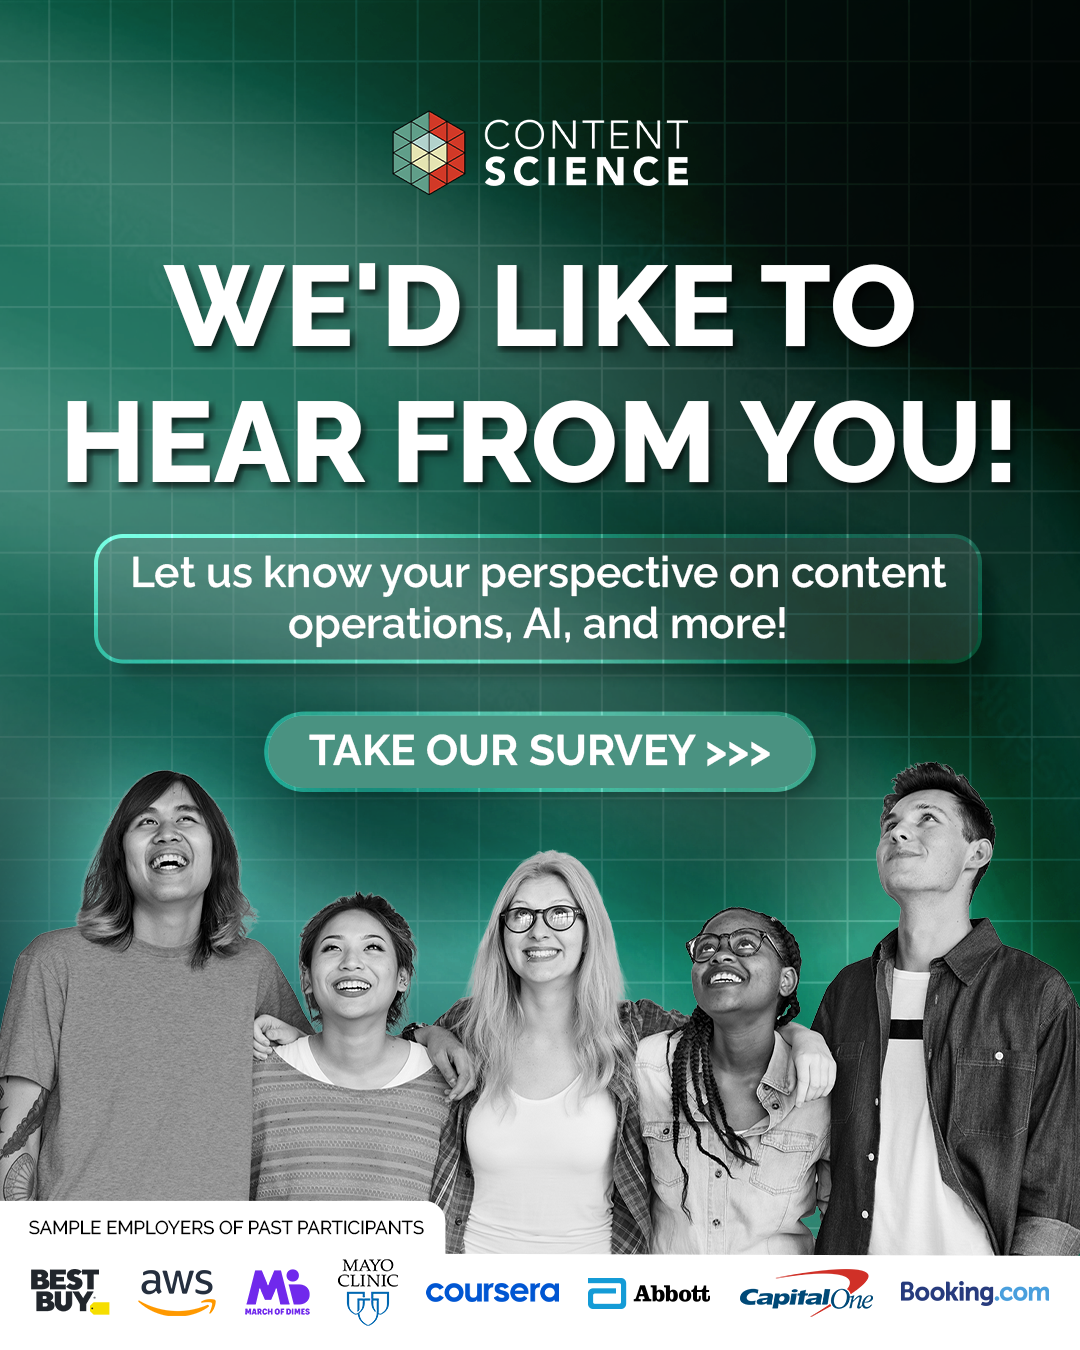 CONTENT
SCIENCE
WE'D LIKE TO
HEAR FROM YOU!
Let us know your perspective on content
operations, AI, and more!
TAKE OUR SURVEY >>>
SAMPLE EMPLOYERS OF PAST PARTICIPANTS
BEST
BUY
aws
MARCH OF DIMES
MAYO
CLINIC
coursera
Abbott
Capital One
Booking.com